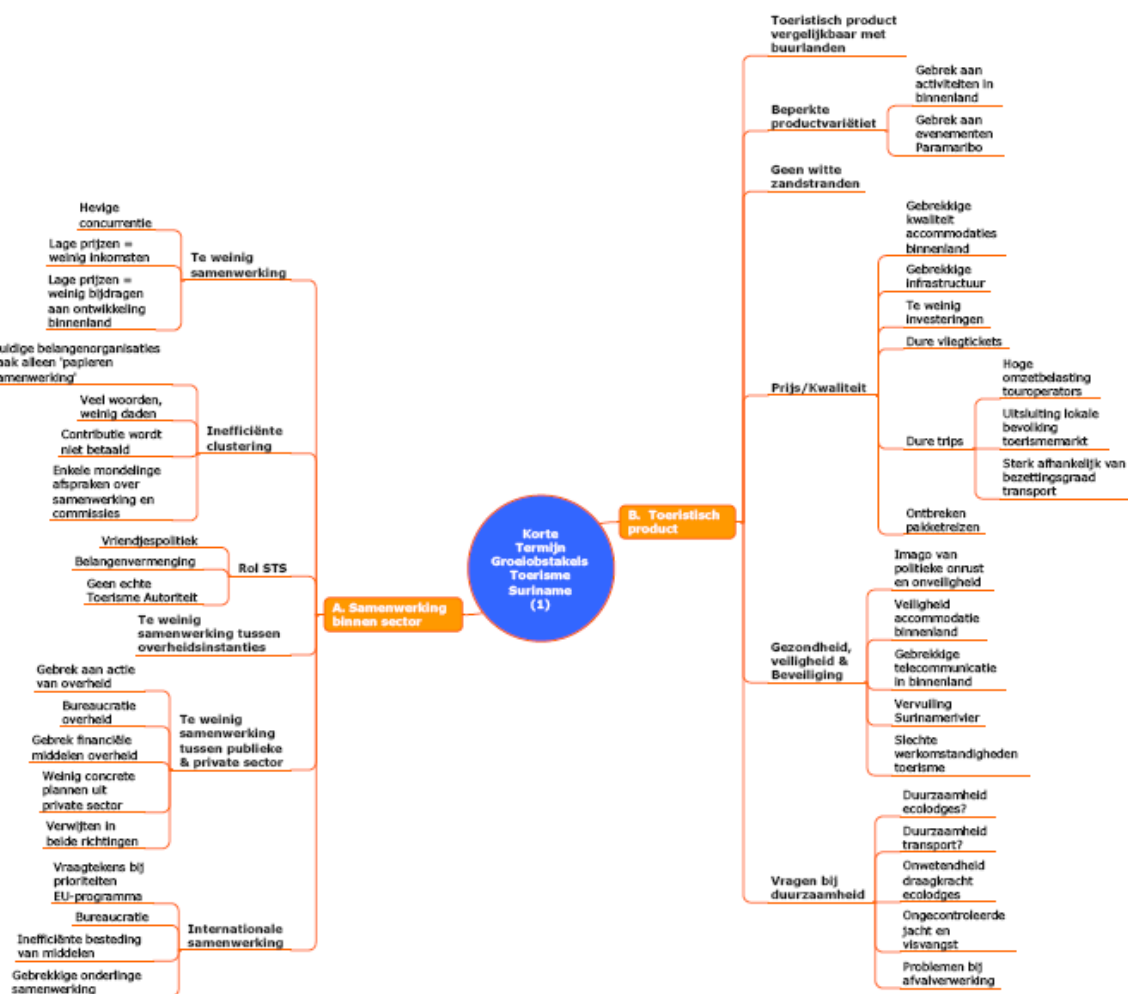 Korte
Termijn
Groeiobstakels
Toerisme
Suriname
(1)
A. Samenwerking
binnen sector
Te weinig
samenwerking
Hevige
concurrentie
Lage prijzen =
weinig inkomsten
Lage prijzen =
weinig bijdragen
aan ontwikkeling
binnenland
Inefficiënte
clustering
uidige belangenorganisaties
aak alleen 'papieren
amenwerking'
Veel woorden,
weinig daden
Contributie wordt
niet betaald
Enkele mondelinge
afspraken over
samenwerking en
commissies
Rol STS
Vriendjespolitiek
Belangenvermenging
Geen echte
Toerisme Autoriteit
Te weinig
samenwerking tussen
overheidsinstanties
Te weinig
samenwerking
tussen publieke
& private sector
Gebrek aan actie
van overheid
Bureaucratie
overheid
Gebrek financiële
middelen overheid
Weinig concrete
plannen uit
private sector
Verwijten in
beide richtingen
Internationale
samenwerking
Vraagtekens bij
prioriteiten
EU-programma
Bureaucratie
Inefficiënte besteding
van middelen
Gebrekkige onderlinge
samenwerking
B. Toeristisch
product
Toeristisch product
vergelijkbar met
buurlanden
Beperkte
productvariëtiet
Gebrek aan
activiteiten in
binnenland
Gebrek aan
evenementen
Paramaribo
Geen witte
zandstranden
Prijs/Kwaliteit
Gebrekkige
kwaliteit
accommodaties
binnenland
Gebrekkige
infrastructuur
Te weinig
investeringen
Dure vliegtickets
Dure trips
Hoge
omzetbelasting
touroperators
Uitsluiting lokale
bevolking
toerismemarkt
Sterk afhankelijk van
bezettingsgraad
transport
Ontbreken
pakketreizen
Gezondheid,
veiligheid &
Beveiliging
Imago van
politieke onrust
en onveiligheid
Veiligheid
accommodatie
binnenland
Gebrekkige
telecommunicatie
in binnenland
Vervuiling
Surinamerivier
Slechte
werkomstandigheden
toerisme
Vragen bij
duurzaamheid
Duurzaamheid
ecolodges?
Duurzaamheid
transport?
Onwetendheid
draagkracht
ecolodges
Ongecontroleerde
jacht en
visvangst
Problemen bij
afvalverwerking